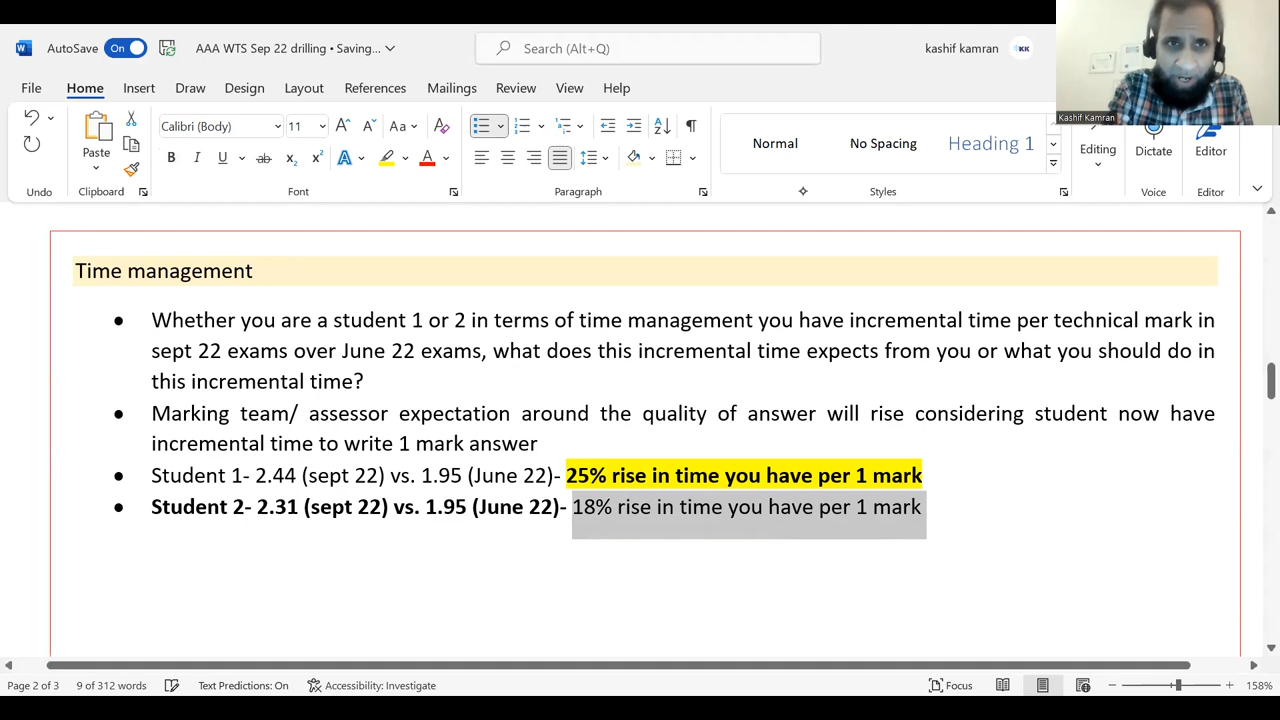 AutoSave On AAA WTS Sep 22 drilling • Saving... Search (Alt+Q) kashif kamran KK
File Home Insert Draw Design Layout References Mailings Review View Help
Calibri (Body) 11
Paste
Normal No Spacing Heading 1
Editing Dictate Editor
Undo Clipboard Font Paragraph Styles Voice Editor
Kashif Kamran
Time management
• Whether you are a student 1 or 2 in terms of time management you have incremental time per technical mark in
sept 22 exams over June 22 exams, what does this incremental time expects from you or what you should do in
this incremental time?
• Marking team/ assessor expectation around the quality of answer will rise considering student now have
incremental time to write 1 mark answer
• Student 1- 2.44 (sept 22) vs. 1.95 (June 22)- 25% rise in time you have per 1 mark
• Student 2- 2.31 (sept 22) vs. 1.95 (June 22)- 18% rise in time you have per 1 mark
Page 2 of 3 9 of 312 words Text Predictions: On Accessibility: Investigate Focus 158%